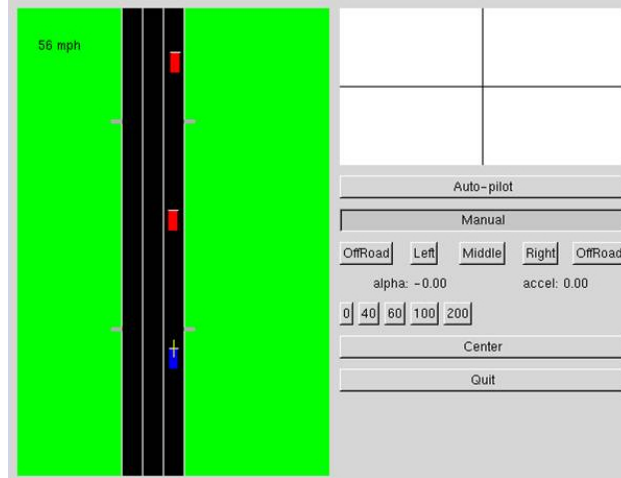 56 mph
Auto-pilot
Manual
OffRoad Left Middle Right OffRoad
alpha: -0.00 accel: 0.00
0 40 60 100 200
Center
Quit